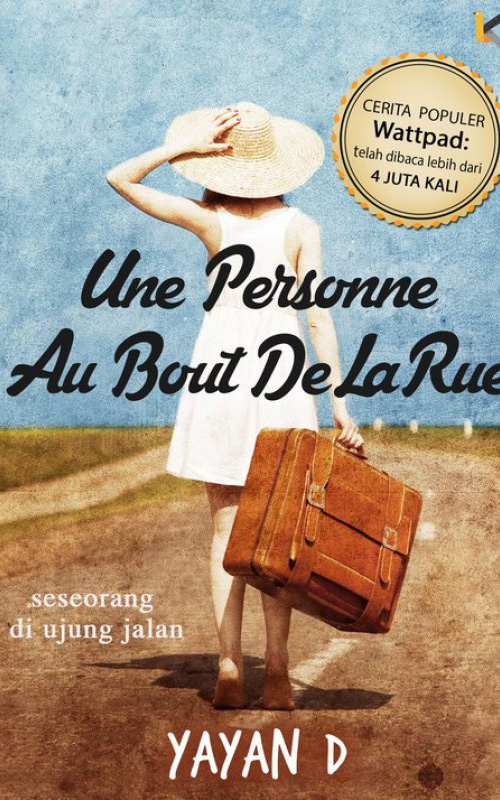 CERITA POPULER
Wattpad:
telah dibaca lebih dari
4 JUTA KALI
Une Personne
Au Bout De La Rue
seseorang
di ujung jalan
YAYAN D